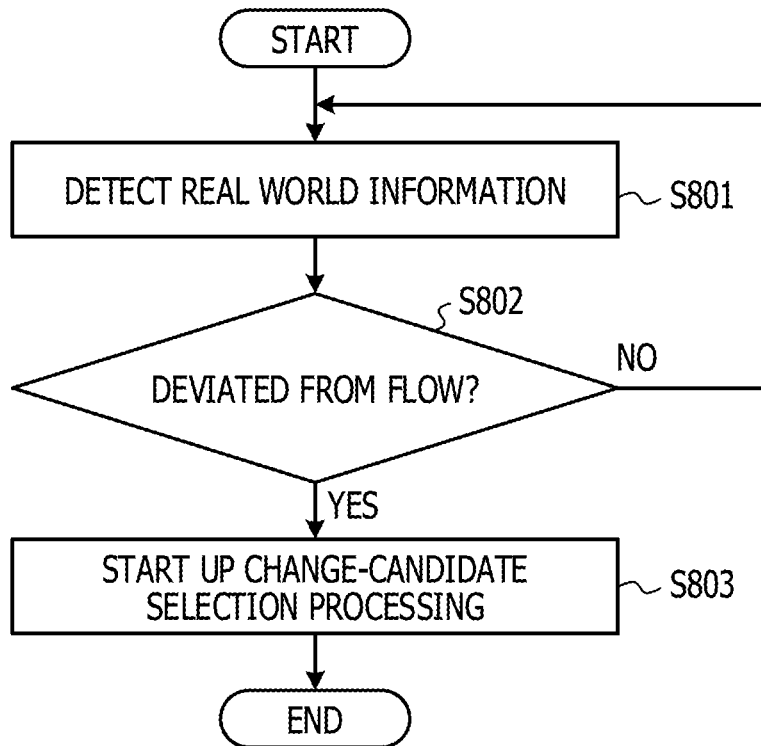 START
DETECT REAL WORLD INFORMATION
S801
S802
DEVIATED FROM FLOW?
NO
YES
START UP CHANGE-CANDIDATE
SELECTION PROCESSING
S803
END